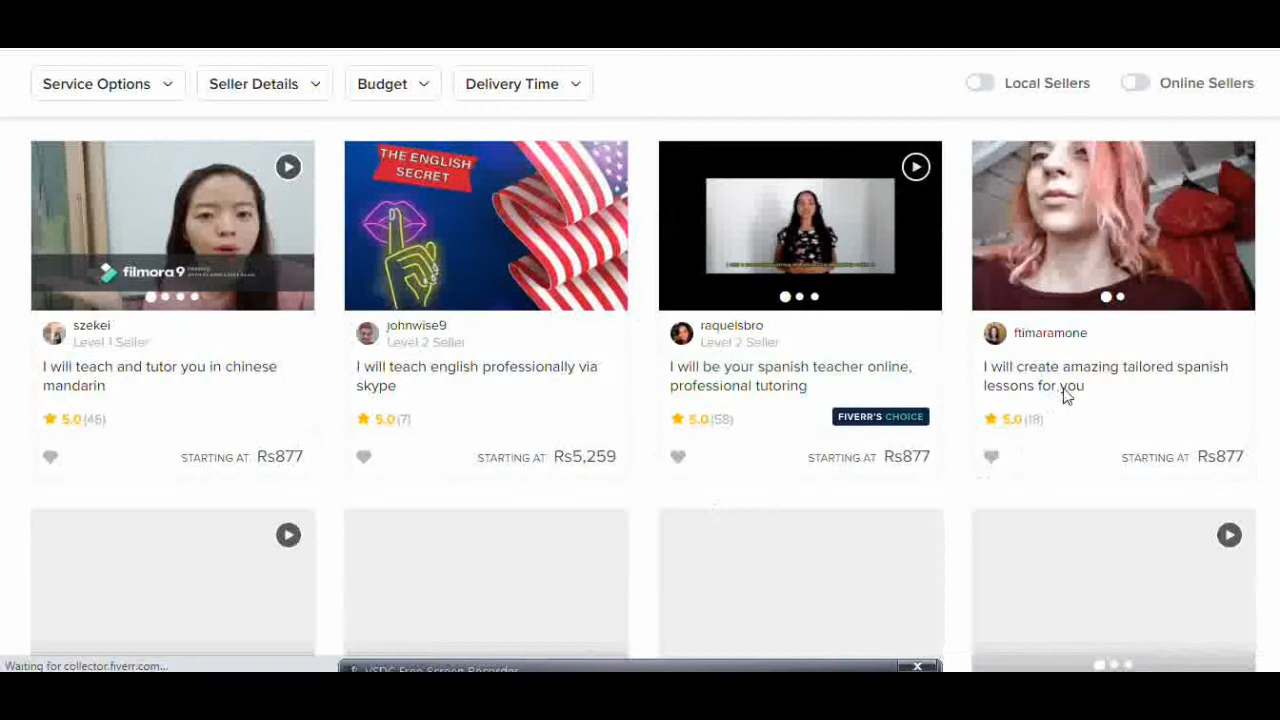 Service Options
Seller Details
Budget
Delivery Time
Local Sellers
Online Sellers
filmora9
THE ENGLISH
SECRET
szekei
Level 1 Seller
I will teach and tutor you in chinese
mandarin
5.0(46)
STARTING AT Rs877
johnwise9
Level 2 Seller
I will teach english professionally via
skype
5.0(7)
STARTING AT Rs5,259
raquelsbro
Level 2 Seller
I will be your spanish teacher online,
professional tutoring
5.0(58)
FIVERR'S CHOICE
STARTING AT Rs877
ftimaramone
I will create amazing tailored spanish
lessons for you
5.0(18)
STARTING AT Rs877
Waiting for collector.fiverr.com...
VSDC Free Screen Recorder